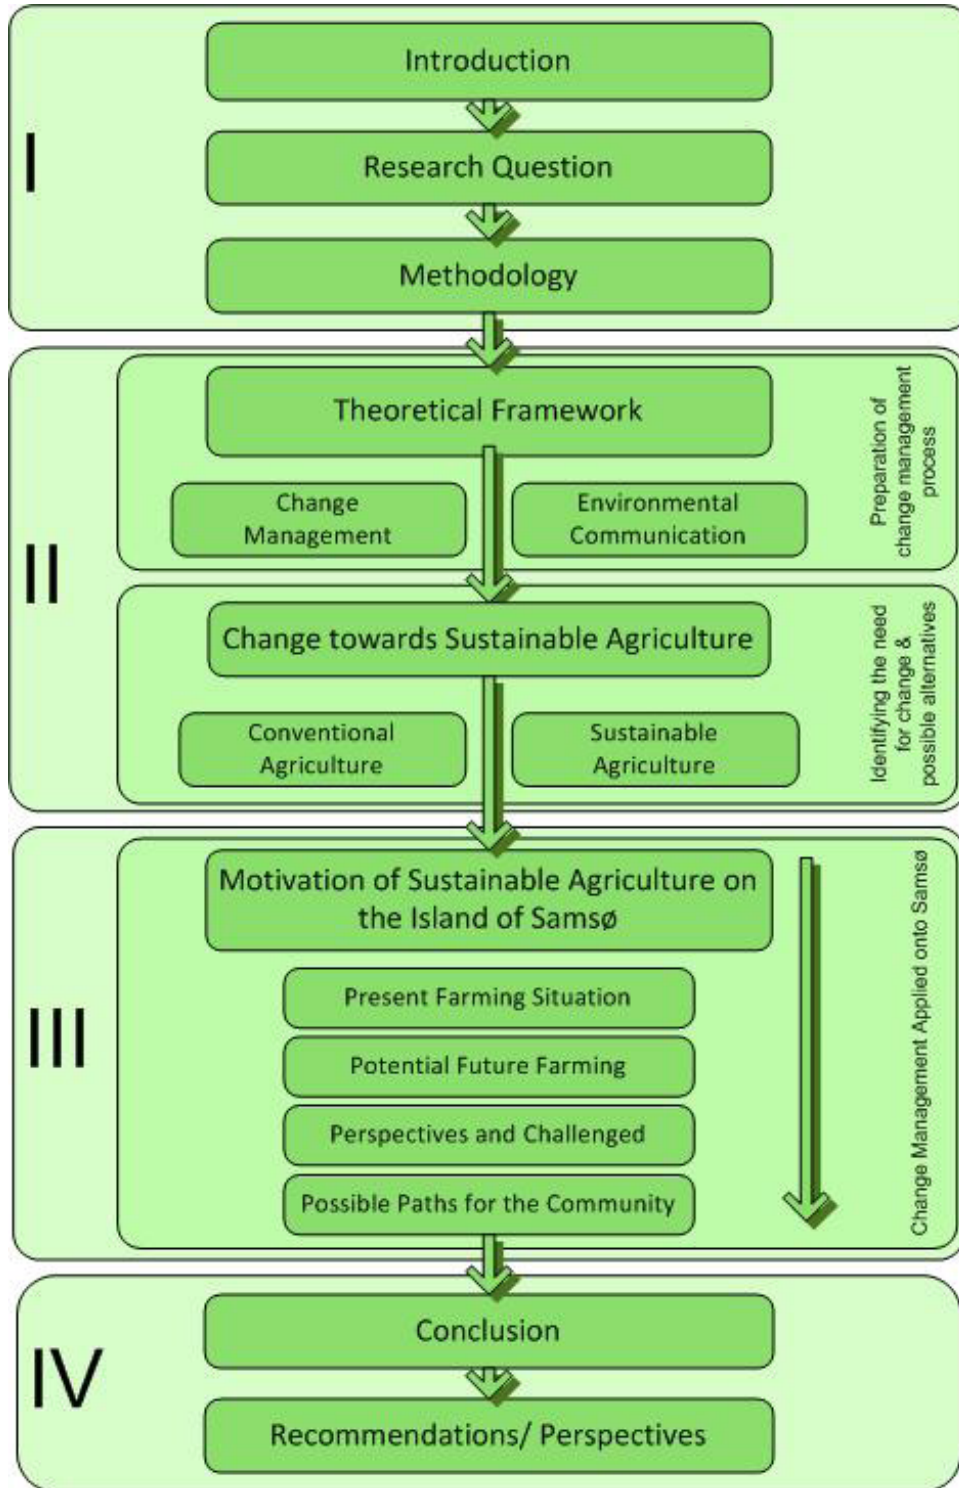 I
Introduction
Research Question
Methodology
II
Theoretical Framework
Change
Management
Environmental
Communication
Preparation of
change management
process
Change towards Sustainable Agriculture
Conventional
Agriculture
Sustainable
Agriculture
Identifying the need
for change &
possible alternatives
III
Motivation of Sustainable Agriculture on
the Island of Samsø
Present Farming Situation
Potential Future Farming
Perspectives and Challenged
Possible Paths for the Community
Change Management Applied onto Samsø
IV
Conclusion
Recommendations/ Perspectives